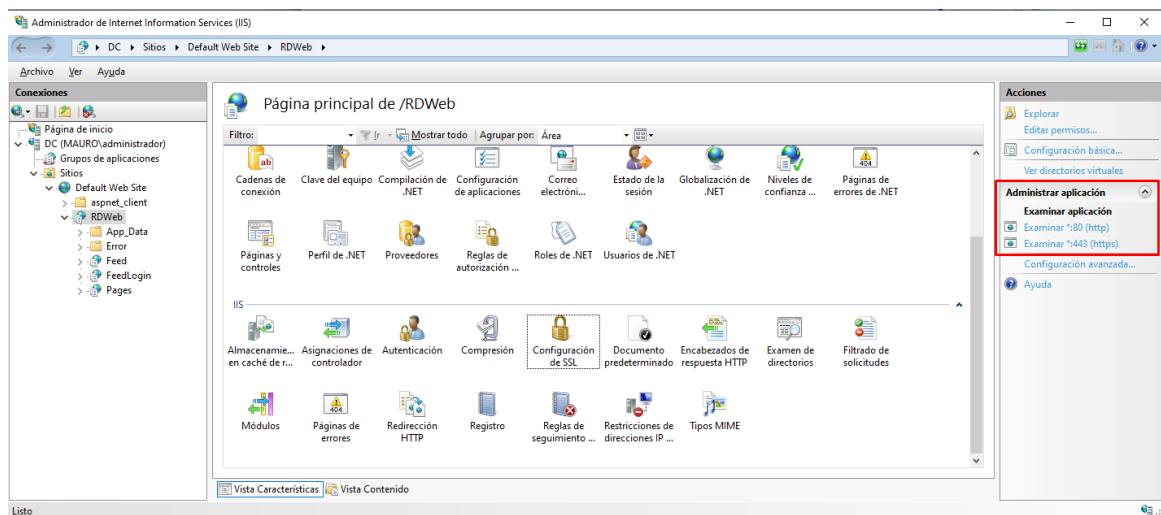 Administrador de Internet Information Services (IIS)
DC Sitios Default Web Site RDWeb
Archivo Ver Ayuda
Conexiones
Página de inicio
DC (MAURO\administrador)
Grupos de aplicaciones
Sitios
Default Web Site
aspnet_client
RDWeb
App_Data
Error
Feed
FeedLogin
Pages
Página principal de /RDWeb
Filtro: Ir Mostrar todo Agrupar por: Área
Cadenas de conexión
Clave del equipo
Compilación de .NET
Configuración de aplicaciones
Correo electróni...
Estado de la sesión
Globalización de .NET
Niveles de confianza ...
Páginas de errores de .NET
Páginas y controles
Perfil de .NET
Proveedores
Reglas de autorización ...
Roles de .NET
Usuarios de .NET
IIS
Almacenamie... en caché de r...
Asignaciones de controlador
Autenticación
Compresión
Configuración de SSL
Documento predeterminado
Encabezados de respuesta HTTP
Examen de directorios
Filtrado de solicitudes
Módulos
Páginas de errores
Redirección HTTP
Registro
Reglas de seguimiento ...
Restricciones de direcciones IP ...
Tipos MIME
Vista Características Vista Contenido
Acciones
Explorar
Editar permisos...
Configuración básica...
Ver directorios virtuales
Administrar aplicación
Examinar aplicación
Examinar *:80 (http)
Examinar *:443 (https)
Configuración avanzada...
Ayuda
Listo